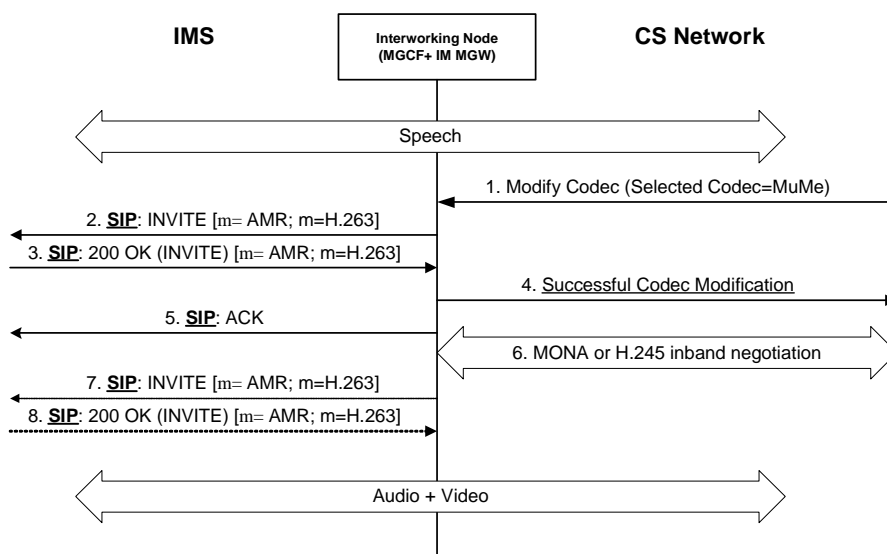 IMS
Interworking Node
(MGCF+ IM MGW)
CS Network
Speech
1. Modify Codec (Selected Codec=MuMe)
2. SIP: INVITE [m= AMR; m=H.263]
3. SIP: 200 OK (INVITE) [m= AMR; m=H.263]
4. Successful Codec Modification
5. SIP: ACK
6. MONA or H.245 inband negotiation
7. SIP: INVITE [m= AMR; m=H.263]
8. SIP: 200 OK (INVITE) [m= AMR; m=H.263]
Audio + Video